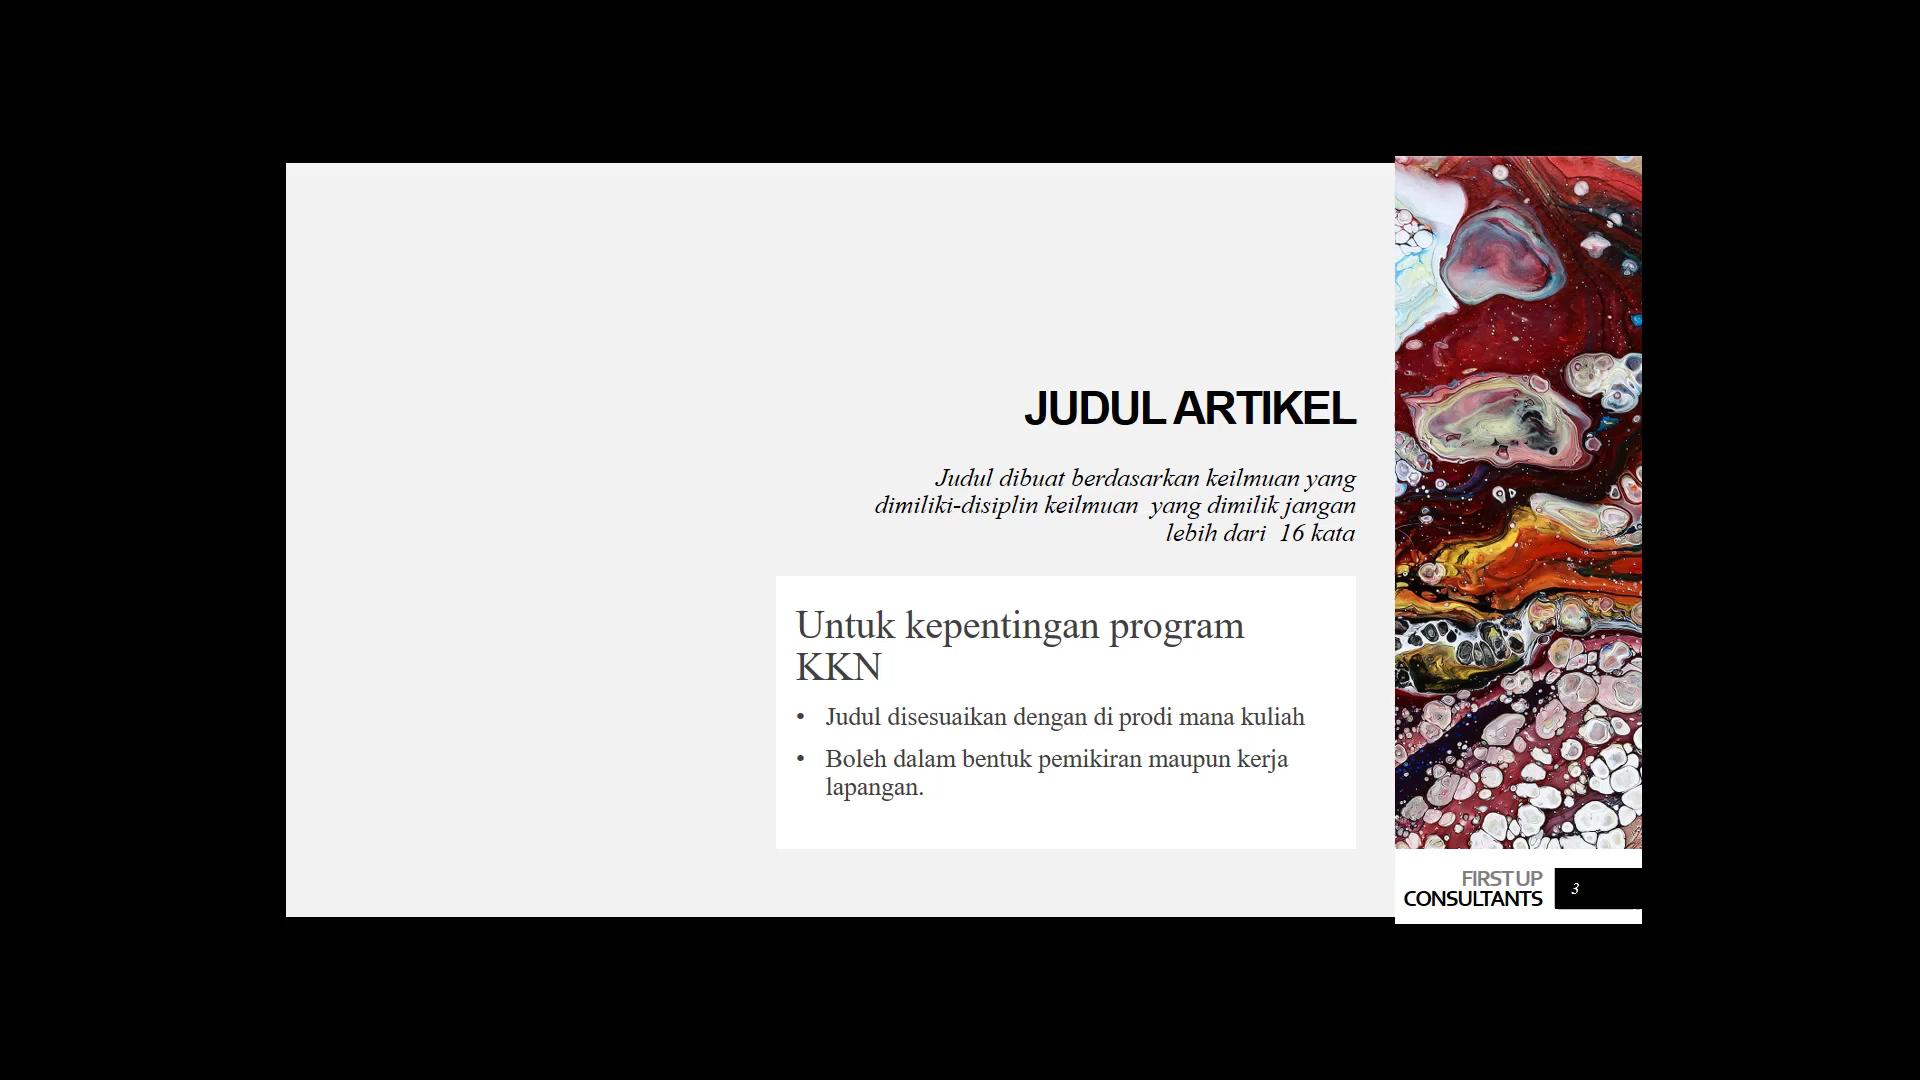 JUDUL ARTIKEL
Judul dibuat berdasarkan keilmuan yang
dimiliki-disiplin keilmuan yang dimilik jangan
lebih dari 16 kata
Untuk kepentingan program
KKN
• Judul disesuaikan dengan di prodi mana kuliah
• Boleh dalam bentuk pemikiran maupun kerja
lapangan.
FIRST UP
CONSULTANTS
3